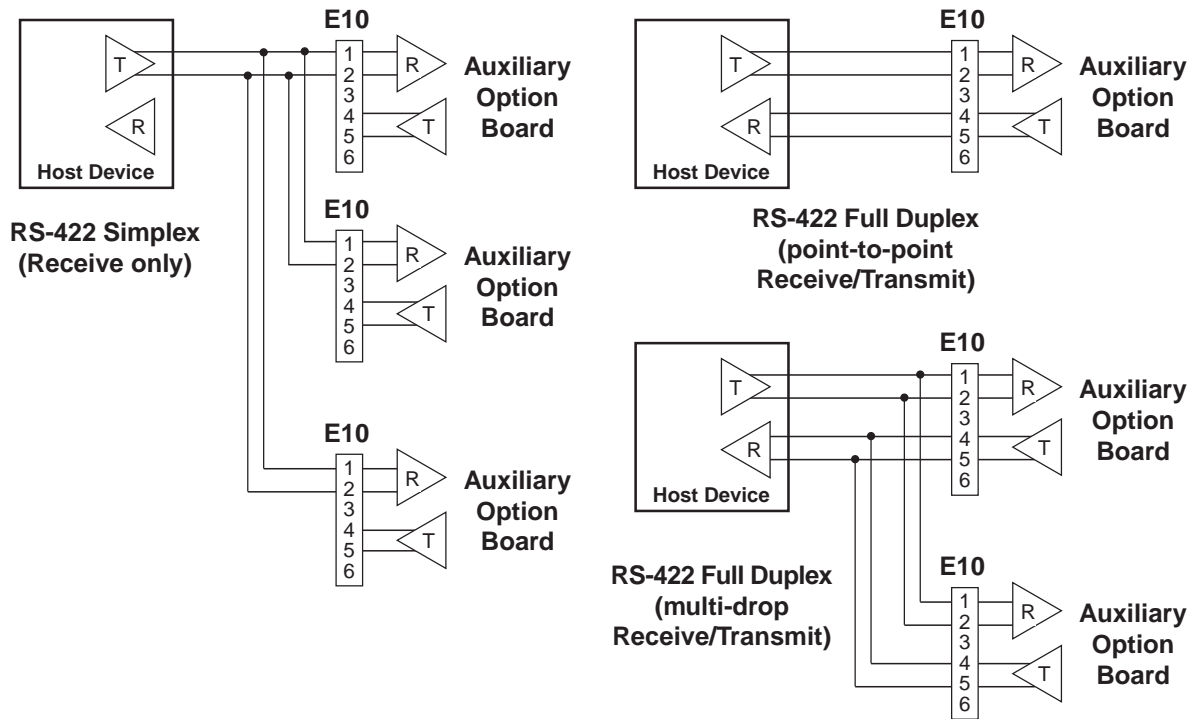 E10
T
R
Host Device
1
2
3
4
5
6
R
T
Auxiliary
Option
Board
RS-422 Simplex
(Receive only)
E10
1
2
3
4
5
6
R
T
Auxiliary
Option
Board
E10
1
2
3
4
5
6
R
T
Auxiliary
Option
Board
E10
T
R
Host Device
1
2
3
4
5
6
R
T
Auxiliary
Option
Board
RS-422 Full Duplex
(point-to-point
Receive/Transmit)
E10
T
R
Host Device
1
2
3
4
5
6
R
T
Auxiliary
Option
Board
RS-422 Full Duplex
(multi-drop
Receive/Transmit)
E10
1
2
3
4
5
6
R
T
Auxiliary
Option
Board